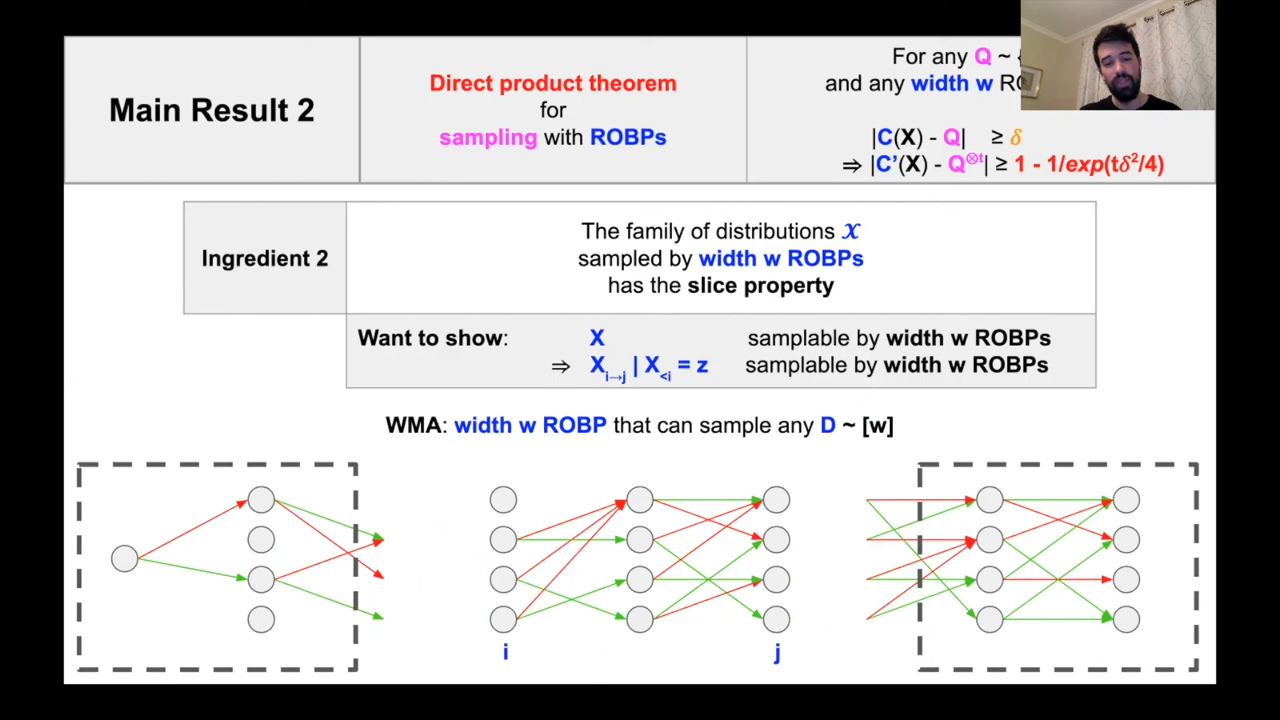 Main Result 2
Direct product theorem
for
sampling with ROBPs
For any Q ~
and any width w
|C(X) - Q| ≥ δ
⇒ |C'(X) - Q⊗t| ≥ 1 - 1/exp(tδ²/4)
Ingredient 2
The family of distributions 𝒳
sampled by width w ROBPs
has the slice property
Want to show: X samplable by width w ROBPs
⇒ Xi→j | X<i = z samplable by width w ROBPs
WMA: width w ROBP that can sample any D ~ [w]
i j